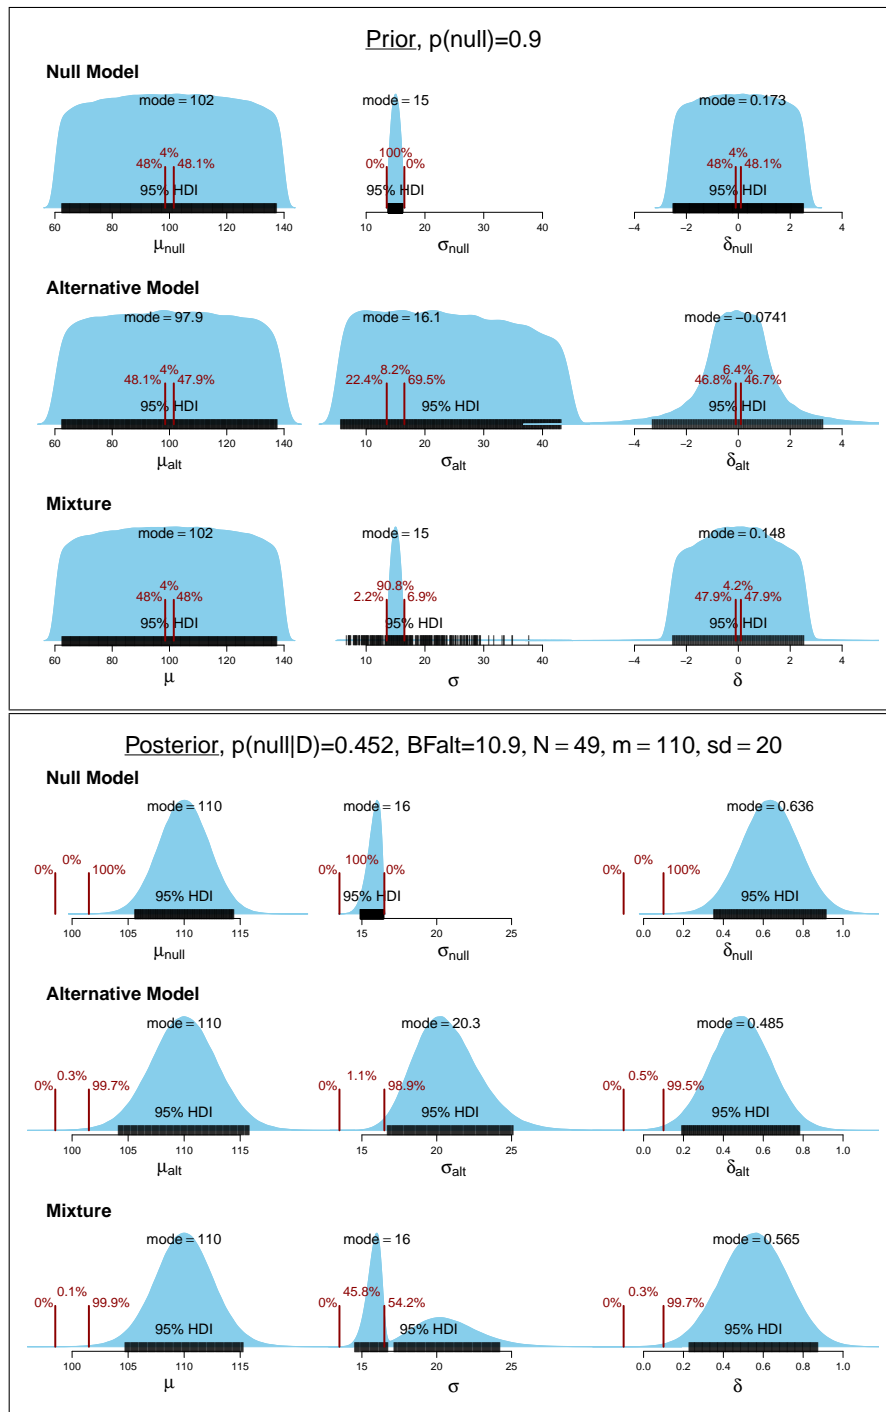 Prior, p(null)=0.9
Null Model
mode = 102 mode = 15 mode = 0.173
4% 100% 4%
48% 48.1% 0% 0% 48% 48.1%
95% HDI 95% HDI 95% HDI
60 80 100 120 140 10 20 30 40 −4 −2 0 2 4
μnull σnull δnull
Alternative Model
mode = 97.9 mode = 16.1 mode = −0.0741
4% 8.2% 6.4%
48.1% 47.9% 22.4% 69.5% 46.8% 46.7%
95% HDI 95% HDI 95% HDI
60 80 100 120 140 10 20 30 40 −4 −2 0 2 4
μalt σalt δalt
Mixture
mode = 102 mode = 15 mode = 0.148
4% 90.8% 4.2%
48% 48% 2.2% 6.9% 47.9% 47.9%
95% HDI 95% HDI 95% HDI
60 80 100 120 140 10 20 30 40 −4 −2 0 2 4
μ σ δ
Posterior, p(null|D)=0.452, BFalt=10.9, N = 49, m = 110, sd = 20
Null Model
mode = 110 mode = 16 mode = 0.636
0% 100% 0%
0% 100% 0% 0% 0% 100%
95% HDI 95% HDI 95% HDI
100 105 110 115 15 20 25 0.0 0.2 0.4 0.6 0.8 1.0
μnull σnull δnull
Alternative Model
mode = 110 mode = 20.3 mode = 0.485
0.3% 1.1% 0.5%
0% 99.7% 0% 98.9% 0% 99.5%
95% HDI 95% HDI 95% HDI
100 105 110 115 15 20 25 0.0 0.2 0.4 0.6 0.8 1.0
μalt σalt δalt
Mixture
mode = 110 mode = 16 mode = 0.565
0.1% 45.8% 0.3%
0% 99.9% 0% 54.2% 0% 99.7%
95% HDI 95% HDI 95% HDI
100 105 110 115 15 20 25 0.0 0.2 0.4 0.6 0.8 1.0
μ σ δ